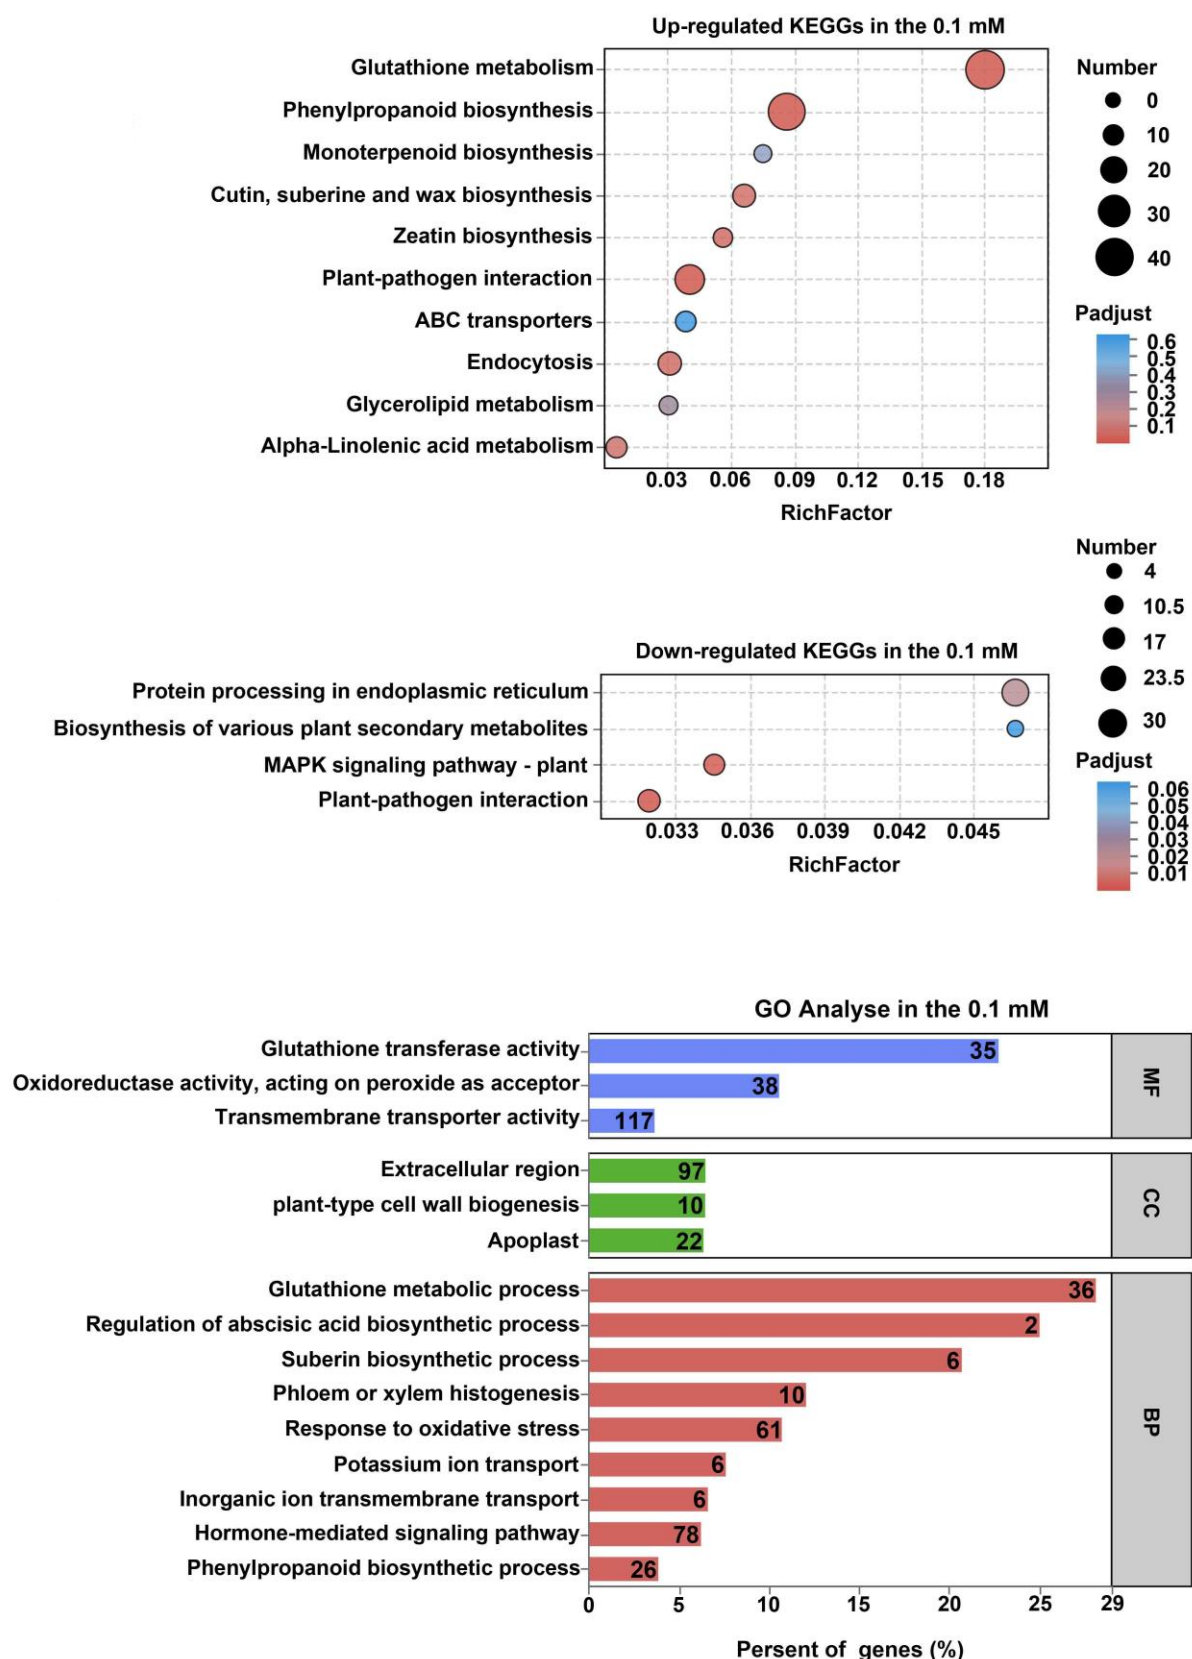 Up-regulated KEGGs in the 0.1 mM
Glutathione metabolism
Phenylpropanoid biosynthesis
Monoterpenoid biosynthesis
Cutin, suberine and wax biosynthesis
Zeatin biosynthesis
Plant-pathogen interaction
ABC transporters
Endocytosis
Glycerolipid metabolism
Alpha-Linolenic acid metabolism
0.03 0.06 0.09 0.12 0.15 0.18
RichFactor
Number
0
10
20
30
40
Padjust
0.6
0.5
0.4
0.3
0.2
0.1
Down-regulated KEGGs in the 0.1 mM
Protein processing in endoplasmic reticulum
Biosynthesis of various plant secondary metabolites
MAPK signaling pathway - plant
Plant-pathogen interaction
0.033 0.036 0.039 0.042 0.045
RichFactor
Number
4
10.5
17
23.5
30
Padjust
0.06
0.05
0.04
0.03
0.02
0.01
GO Analyse in the 0.1 mM
Glutathione transferase activity 35
Oxidoreductase activity, acting on peroxide as acceptor 38
Transmembrane transporter activity 117
MF
Extracellular region 97
plant-type cell wall biogenesis 10
Apoplast 22
CC
Glutathione metabolic process 36
Regulation of abscisic acid biosynthetic process 2
Suberin biosynthetic process 6
Phloem or xylem histogenesis 10
Response to oxidative stress 61
Potassium ion transport 6
Inorganic ion transmembrane transport 6
Hormone-mediated signaling pathway 78
Phenylpropanoid biosynthetic process 26
BP
0 5 10 15 20 25 29
Persent of genes (%)